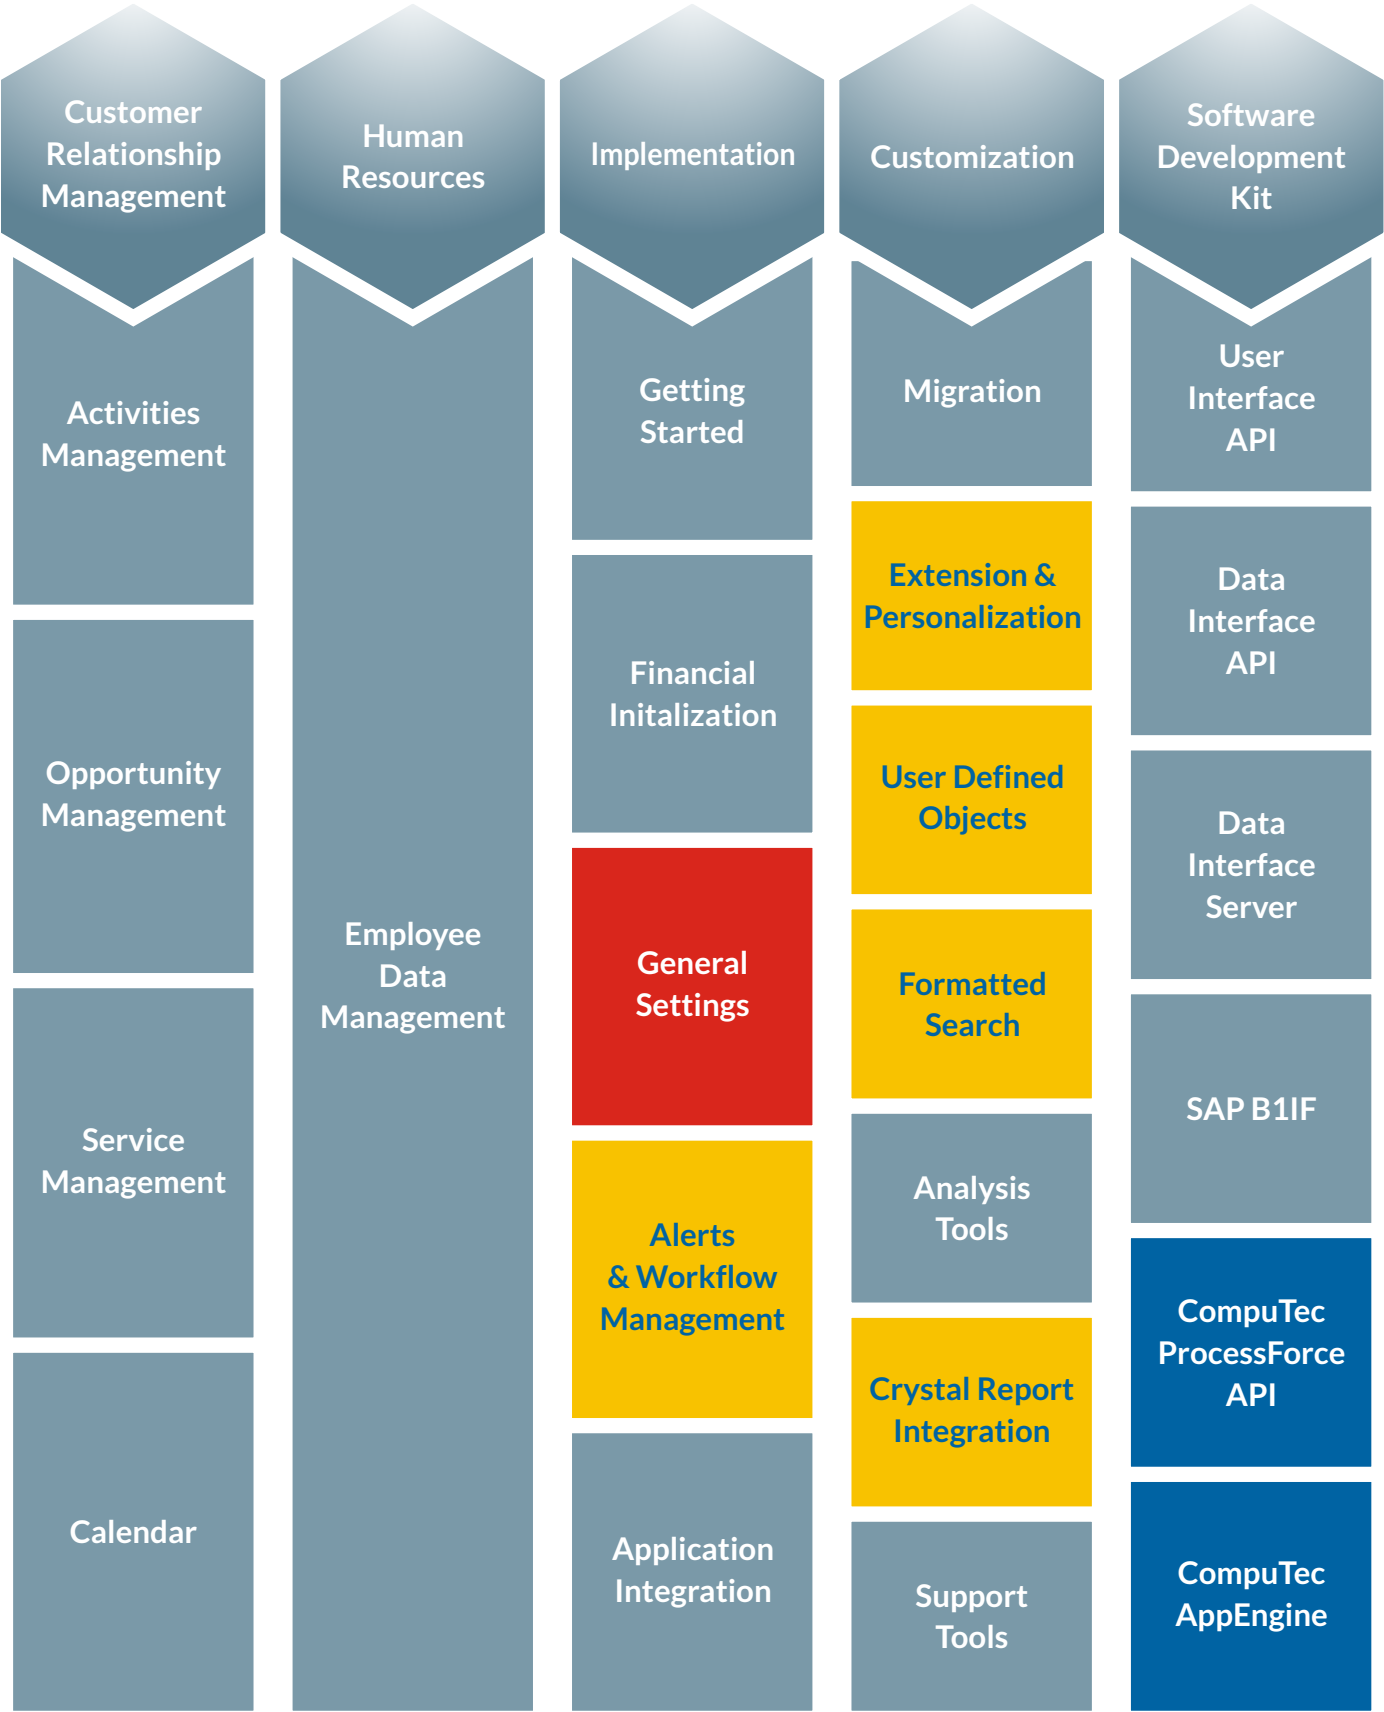 Customer
Relationship
Management
Human
Resources
Implementation
Customization
Software
Development
Kit
Activities
Management
Opportunity
Management
Service
Management
Calendar
Employee
Data
Management
Getting
Started
Financial
Initalization
General
Settings
Alerts
& Workflow
Management
Application
Integration
Migration
Extension &
Personalization
User Defined
Objects
Formatted
Search
Analysis
Tools
Crystal Report
Integration
Support
Tools
User
Interface
API
Data
Interface
API
Data
Interface
Server
SAP B1IF
CompuTec
ProcessForce
API
CompuTec
AppEngine